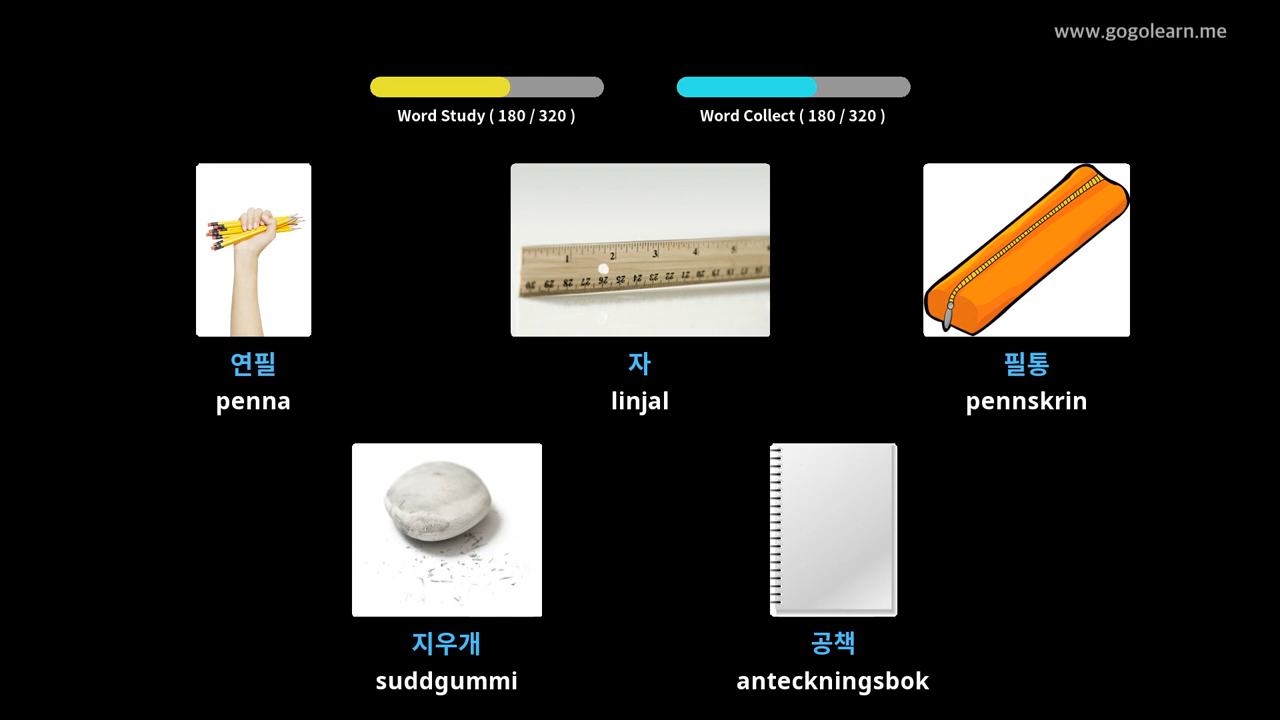 www.gogolearn.me
Word Study ( 180 / 320 )
Word Collect ( 180 / 320 )
연필
penna
자
linjal
필통
pennskrin
지우개
suddgummi
공책
anteckningsbok